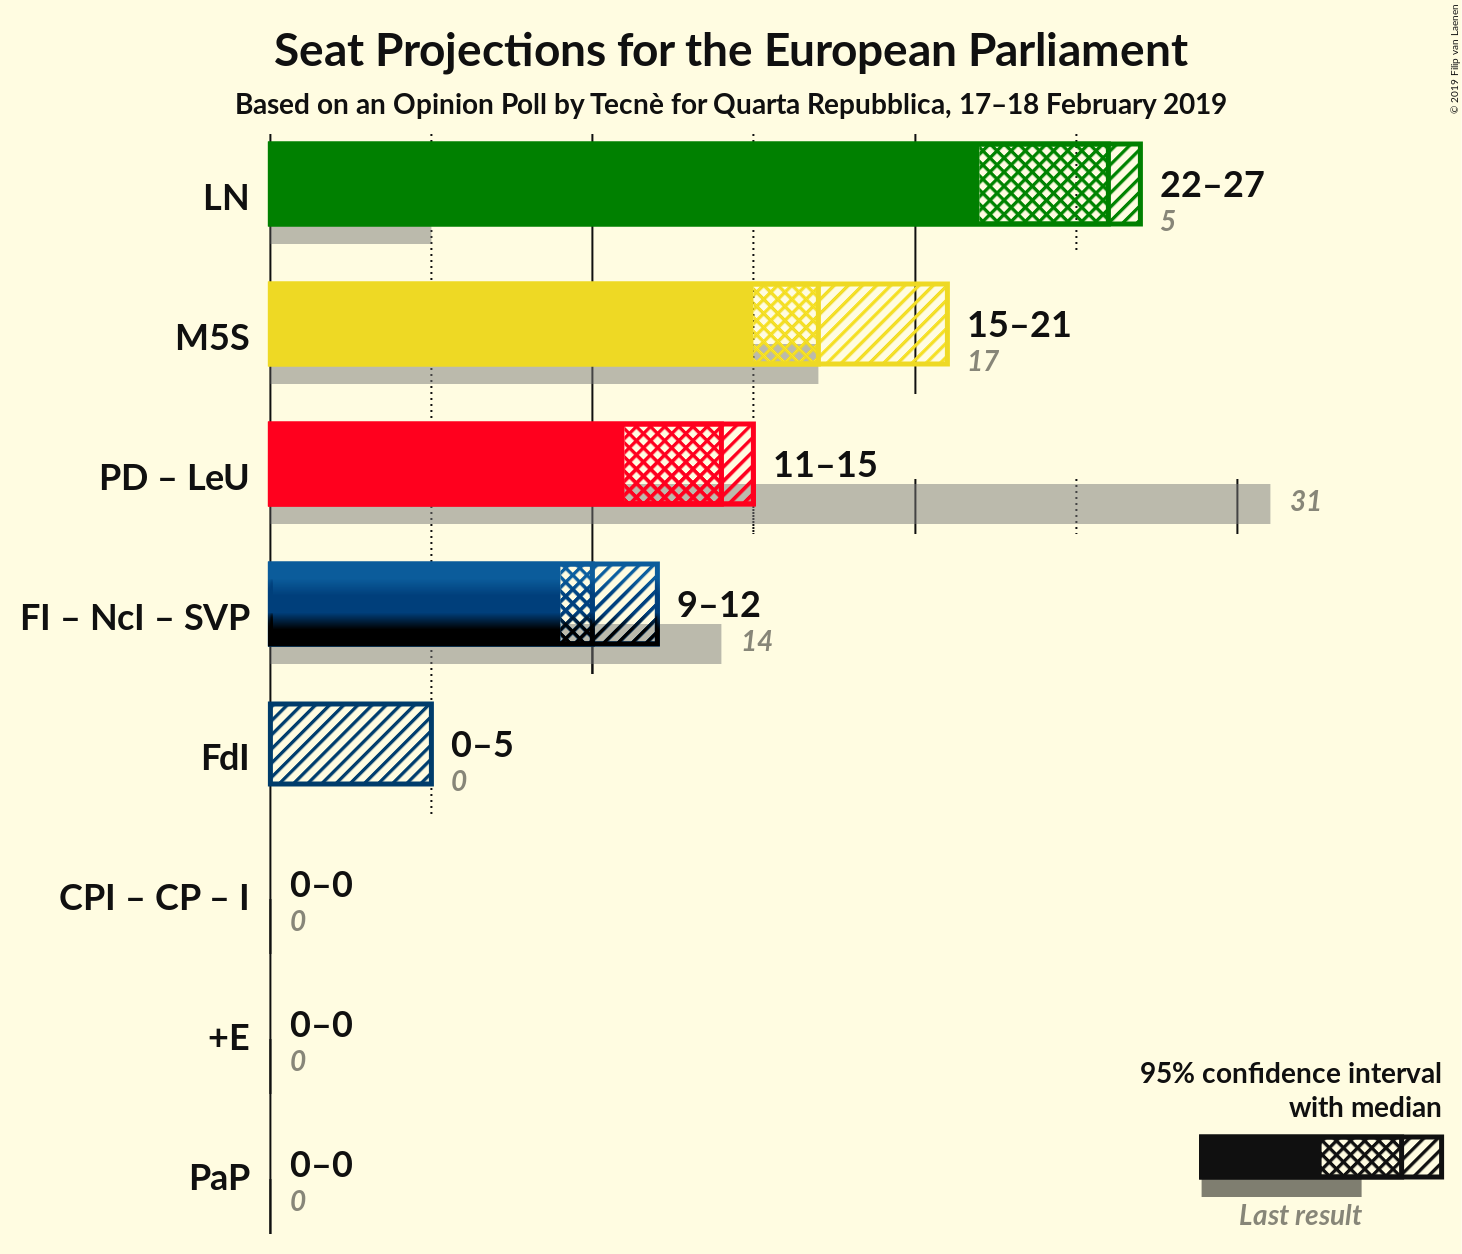 Seat Projections for the European Parliament
Based on an Opinion Poll by Tecnè for Quarta Repubblica, 17–18 February 2019
© 2019 Filip van Laenen
LN
22–27
5
M5S
15–21
17
PD – LeU
11–15
31
FI – NcI – SVP
9–12
14
FdI
0–5
0
CPI – CP – I
0–0
0
+E
0–0
0
PaP
0–0
0
95% confidence interval
with median
Last result